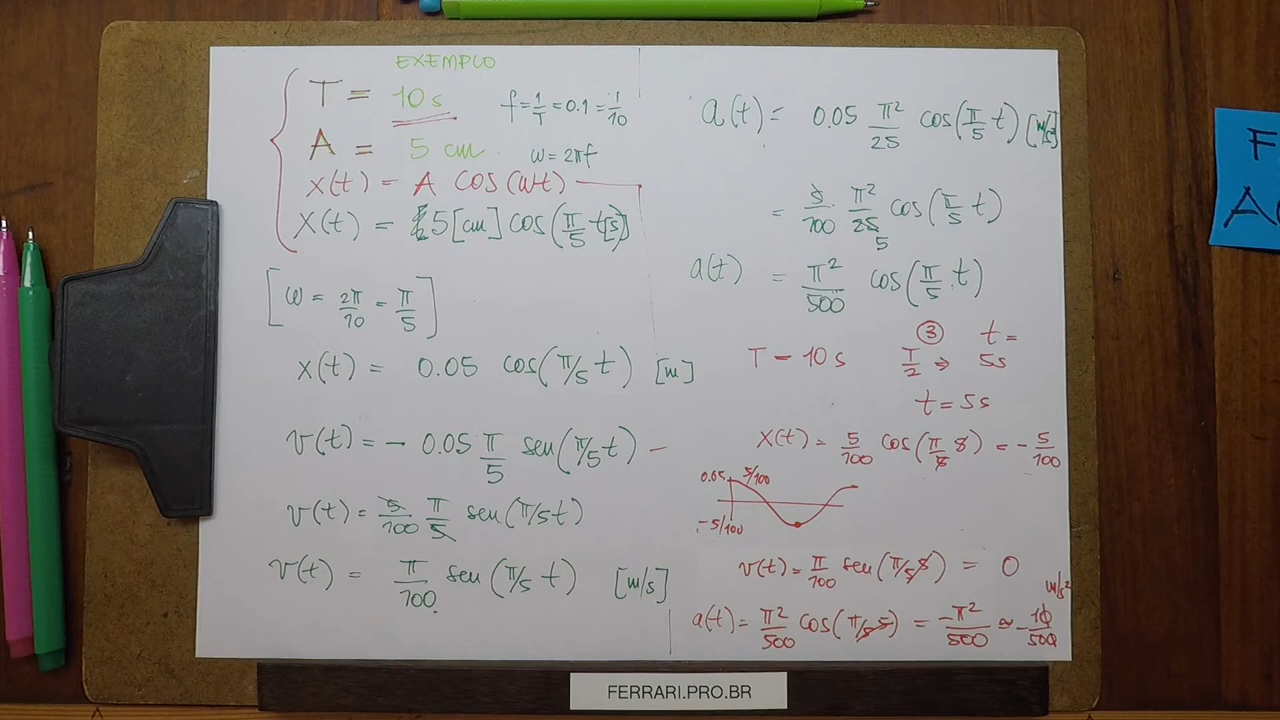 EXEMPLO
T = 10 s
f = 1/T = 0.1 = 1/10
A = 5 cm
ω = 2πf
x(t) = A COS(ωt)
X(t) = 5[cm] cos(π/5 t[s])
[ω = 2π/10 = π/5]
x(t) = 0.05 cos(π/5 t) [m]
v(t) = - 0.05 π/5 sen(π/5 t) -
v(t) = 5/100 π/5 sen(π/5 t)
v(t) = π/100 sen(π/5 t) [m/s]
a(t) = 0.05 π²/25 cos(π/5 t) [m/s²]
= 5/100 . π²/25 cos(π/5 t)
5
a(t) = π²/500 cos(π/5 t)
③ t =
T - 10 s T/2 ⇒ 5s
t = 5s
X(t) = 5/100 cos(π/5 5) = - 5/100
0.05 5/100
- 5/100
v(t) = π/100 sen(π/5 5) = 0
m/s²
a(t) = π²/500 cos(π/5 5) = -π²/500 ≅ -10/500
F
A
FERRARI.PRO.BR